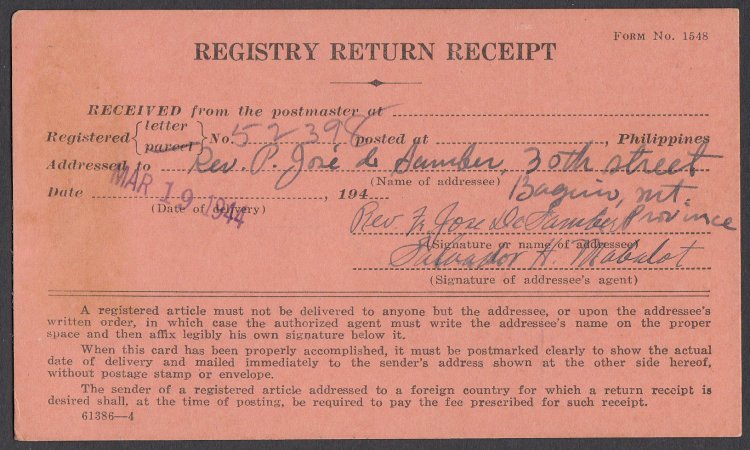 FORM NO. 1548
REGISTRY RETURN RECEIPT
RECEIVED from the postmaster at
Registered { letter parcel } No. 52398 posted at , Philippines
Addressed to Rev. P. José de Samber, 30th street
(Name of addressee) Baguio, Mt.
Date MAR 19 1944 , 194
(Date of delivery) Province
Rev Fr Jose De Samber
(Signature or name of addressee)
Salvador H. Mabalot
(Signature of addressee's agent)
A registered article must not be delivered to anyone but the addressee, or upon the addressee's
written order, in which case the authorized agent must write the addressee's name on the proper
space and then affix legibly his own signature below it.
When this card has been properly accomplished, it must be postmarked clearly to show the actual
date of delivery and mailed immediately to the sender's address shown at the other side hereof,
without postage stamp or envelope.
The sender of a registered article addressed to a foreign country for which a return receipt is
desired shall, at the time of posting, be required to pay the fee prescribed for such receipt.
61386—4